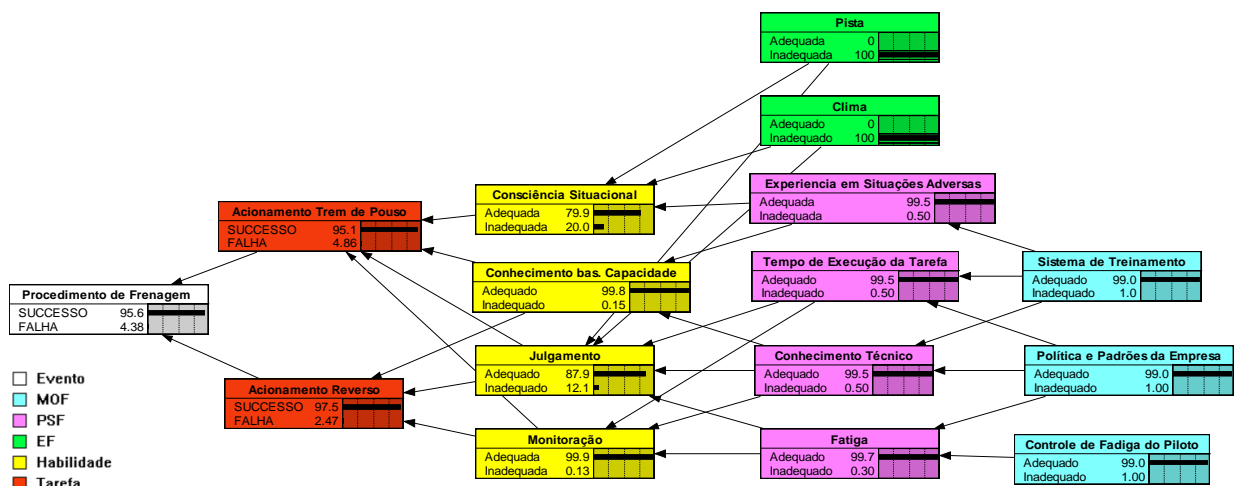 Pista
Adequada 0
Inadequada 100
Clima
Adequado 0
Inadequado 100
Consciência Situacional
Adequada 79.9
Inadequada 20.0
Experiencia em Situações Adversas
Adequada 99.5
Inadequada 0.50
Acionamento Trem de Pouso
SUCCESSO 95.1
FALHA 4.86
Conhecimento bas. Capacidade
Adequado 99.8
Inadequado 0.15
Tempo de Execução da Tarefa
Adequado 99.5
Inadequado 0.50
Sistema de Treinamento
Adequado 99.0
Inadequado 1.0
Procedimento de Frenagem
SUCCESSO 95.6
FALHA 4.38
Julgamento
Adequado 87.9
Inadequado 12.1
Conhecimento Técnico
Adequado 99.5
Inadequado 0.50
Política e Padrões da Empresa
Adequado 99.0
Inadequado 1.00
Acionamento Reverso
SUCCESSO 97.5
FALHA 2.47
Monitoração
Adequada 99.9
Inadequada 0.13
Fatiga
Adequado 99.7
Inadequado 0.30
Controle de Fadiga do Piloto
Adequado 99.0
Inadequado 1.00
Evento
MOF
PSF
EF
Habilidade
Tarefa